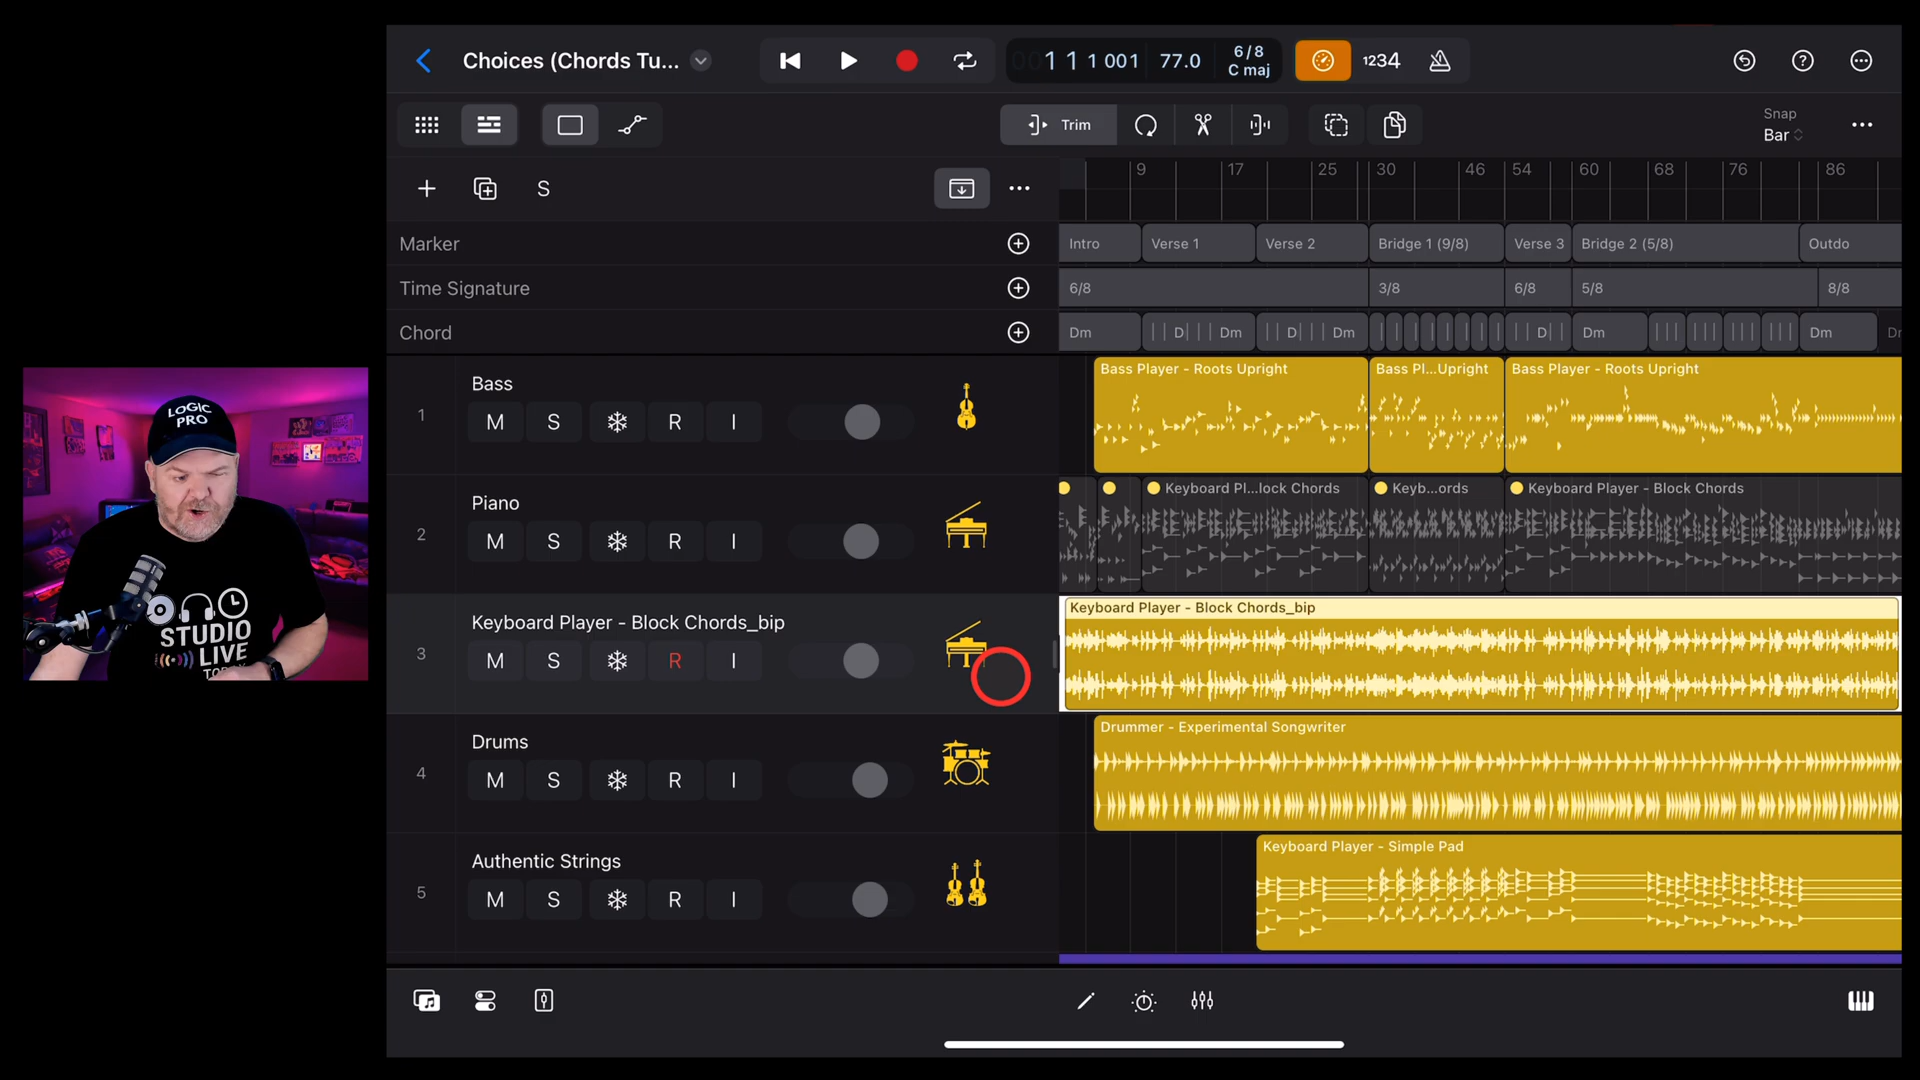 Choices (Chords Tu...
1 1 1 001
77.0
6/8
C maj
1234
Trim
Snap
Bar
S
9 17 25 30 46 54 60 68 76 86
Marker
Intro Verse 1 Verse 2 Bridge 1 (9/8) Verse 3 Bridge 2 (5/8) Outdo
Time Signature
6/8 3/8 6/8 5/8 8/8
Chord
Dm D Dm D Dm D Dm Dm
Bass
1
M S R I
Bass Player - Roots Upright
Bass Pl...Upright
Bass Player - Roots Upright
Piano
2
M S R I
Keyboard Pl...lock Chords
Keyb...ords
Keyboard Player - Block Chords
Keyboard Player - Block Chords_bip
3
M S R I
Keyboard Player - Block Chords_bip
Drums
4
M S R I
Drummer - Experimental Songwriter
Authentic Strings
5
M S R I
Keyboard Player - Simple Pad
LOGIC
PRO
STUDIO
LIVE